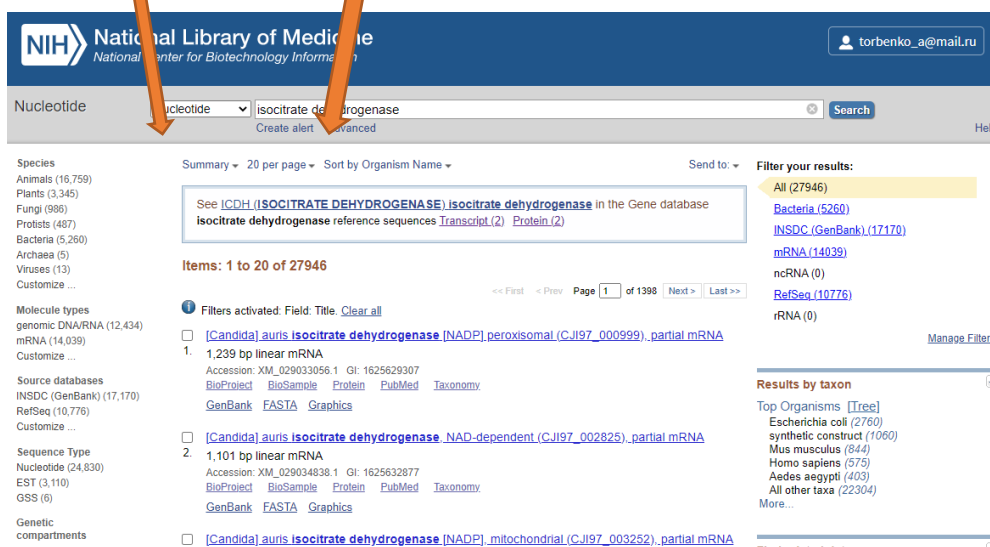 NIH National Library of Medicine
National Center for Biotechnology Information
torbenko_a@mail.ru
Nucleotide
Nucleotide isocitrate dehydrogenase Search
Create alert Advanced
Hel
Species
Animals (16,759)
Plants (3,345)
Fungi (986)
Protists (487)
Bacteria (5,260)
Archaea (5)
Viruses (13)
Customize ...
Molecule types
genomic DNA/RNA (12,434)
mRNA (14,039)
Customize ...
Source databases
INSDC (GenBank) (17,170)
RefSeq (10,776)
Customize ...
Sequence Type
Nucleotide (24,830)
EST (3,110)
GSS (6)
Genetic
compartments
Summary 20 per page Sort by Organism Name Send to:
See ICDH (ISOCITRATE DEHYDROGENASE) isocitrate dehydrogenase in the Gene database
isocitrate dehydrogenase reference sequences Transcript (2) Protein (2)
Items: 1 to 20 of 27946
<< First < Prev Page 1 of 1398 Next > Last >>
Filters activated: Field: Title. Clear all
[Candida] auris isocitrate dehydrogenase [NADP] peroxisomal (CJI97_000999), partial mRNA
1. 1,239 bp linear mRNA
Accession: XM_029033056.1 GI: 1625629307
BioProject BioSample Protein PubMed Taxonomy
GenBank FASTA Graphics
[Candida] auris isocitrate dehydrogenase, NAD-dependent (CJI97_002825), partial mRNA
2. 1,101 bp linear mRNA
Accession: XM_029034838.1 GI: 1625632877
BioProject BioSample Protein PubMed Taxonomy
GenBank FASTA Graphics
[Candida] auris isocitrate dehydrogenase [NADP], mitochondrial (CJI97_003252), partial mRNA
Filter your results:
All (27946)
Bacteria (5260)
INSDC (GenBank) (17170)
mRNA (14039)
ncRNA (0)
RefSeq (10776)
rRNA (0)
Manage Filter
Results by taxon
Top Organisms [Tree]
Escherichia coli (2760)
synthetic construct (1060)
Mus musculus (844)
Homo sapiens (575)
Aedes aegypti (403)
All other taxa (22304)
More...